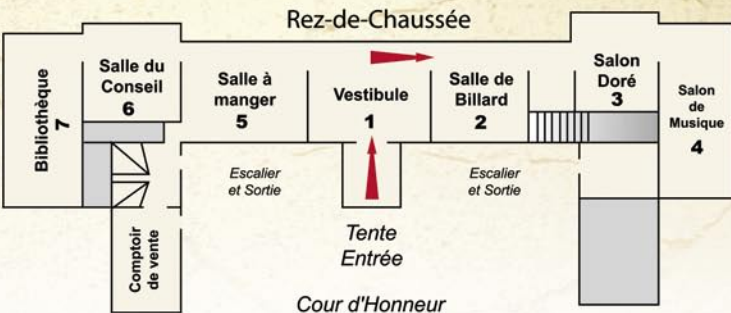 Rez-de-Chaussée
Bibliothèque
7
Salle du
Conseil
6
Salle à
manger
5
Vestibule
1
Salle de
Billard
2
Salon
Doré
3
Salon
de
Musique
4
Escalier
et Sortie
Escalier
et Sortie
Comptoir
de vente
Tente
Entrée
Cour d'Honneur